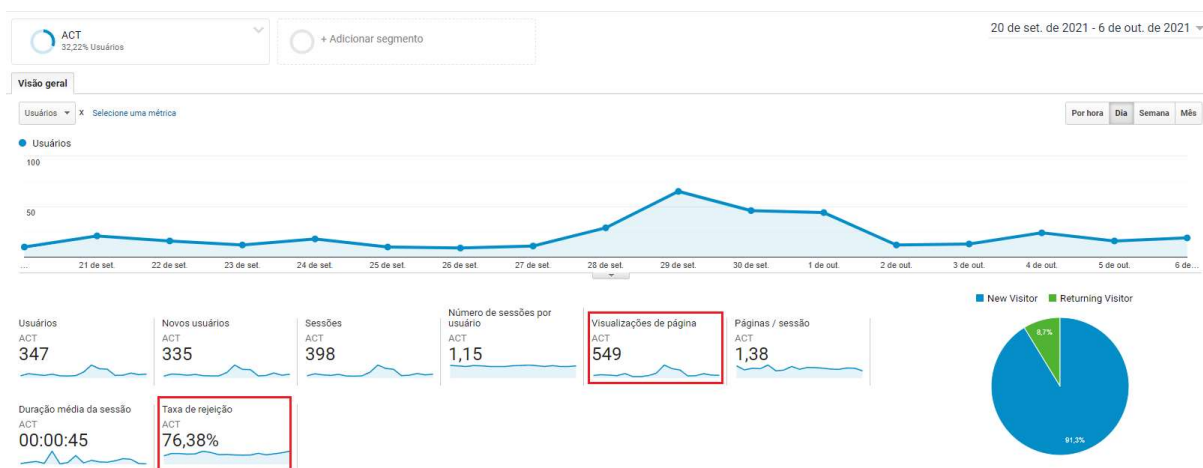 ACT
32,22% Usuários
+ Adicionar segmento
20 de set. de 2021 - 6 de out. de 2021
Visão geral
Usuários X Selecione uma métrica
Por hora Dia Semana Mês
Usuários
100
50
... 21 de set. 22 de set. 23 de set. 24 de set. 25 de set. 26 de set. 27 de set. 28 de set. 29 de set. 30 de set. 1 de out. 2 de out. 3 de out. 4 de out. 5 de out. 6 de...
New Visitor Returning Visitor
Usuários
ACT
347
Novos usuários
ACT
335
Sessões
ACT
398
Número de sessões por
usuário
ACT
1,15
Visualizações de página
ACT
549
Páginas / sessão
ACT
1,38
Duração média da sessão
ACT
00:00:45
Taxa de rejeição
ACT
76,38%
8,7%
91,3%